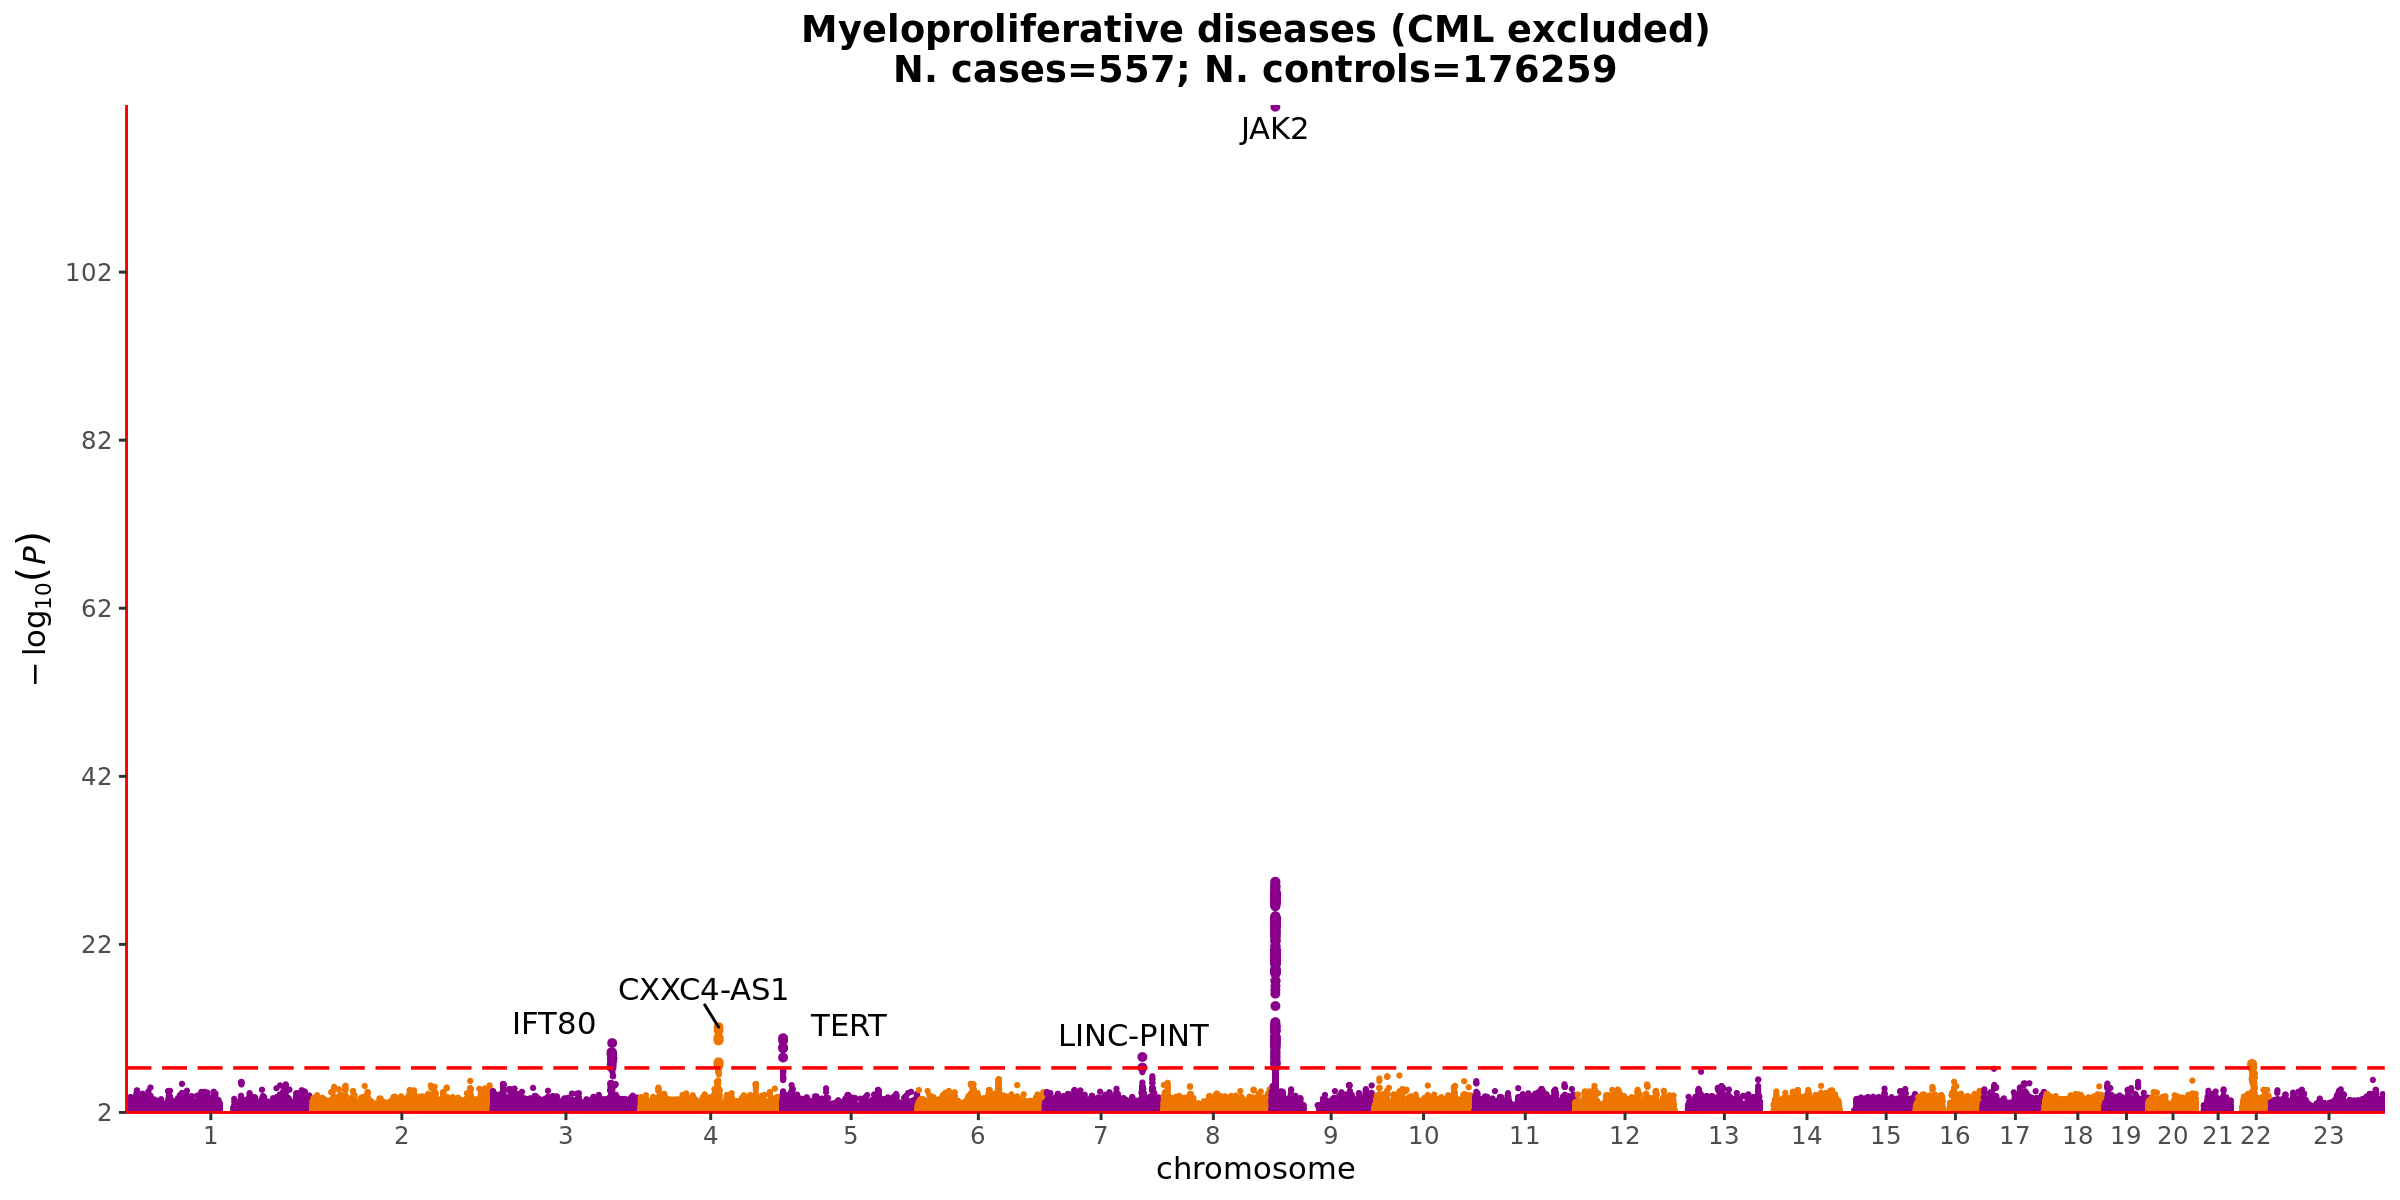 Myeloproliferative diseases (CML excluded)
N. cases=557; N. controls=176259
JAK2
102
82
62
42
22
2
−log10(P)
CXXC4-AS1
IFT80
TERT
LINC-PINT
1 2 3 4 5 6 7 8 9 10 11 12 13 14 15 16 17 18 19 20 21 22 23
chromosome